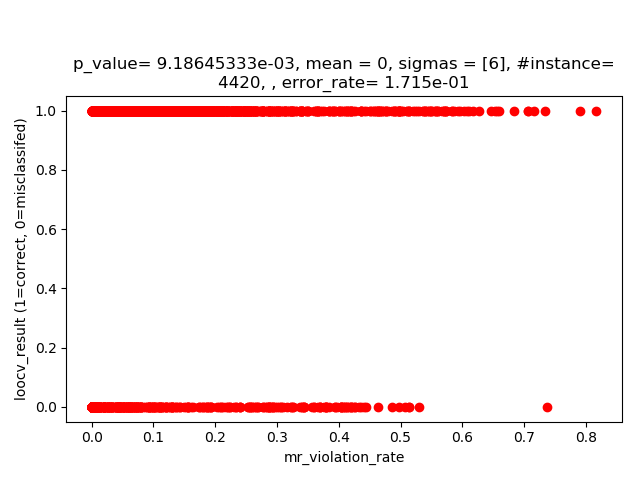 p_value= 9.18645333e-03, mean = 0, sigmas = [6], #instance=
4420, , error_rate= 1.715e-01
1.0
0.8
0.6
0.4
0.2
0.0
loocv_result (1=correct, 0=misclassifed)
0.0 0.1 0.2 0.3 0.4 0.5 0.6 0.7 0.8
mr_violation_rate